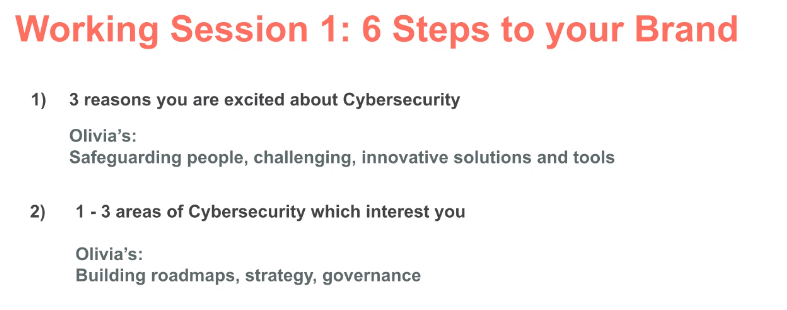 Working Session 1: 6 Steps to your Brand
1) 3 reasons you are excited about Cybersecurity
Olivia’s:
Safeguarding people, challenging, innovative solutions and tools
2) 1 - 3 areas of Cybersecurity which interest you
Olivia’s:
Building roadmaps, strategy, governance